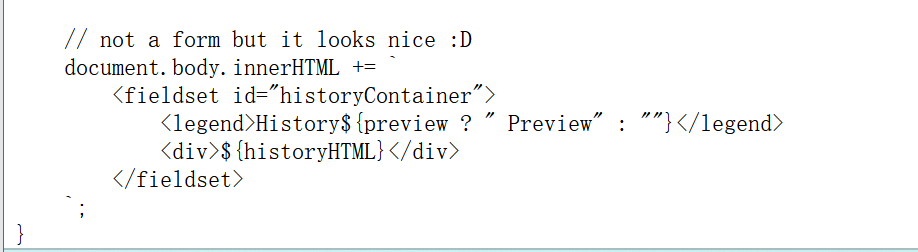 // not a form but it looks nice :D
document.body.innerHTML += `
<fieldset id="historyContainer">
<legend>History${preview ? " Preview" : ""}</legend>
<div>${historyHTML}</div>
</fieldset>
`;
}